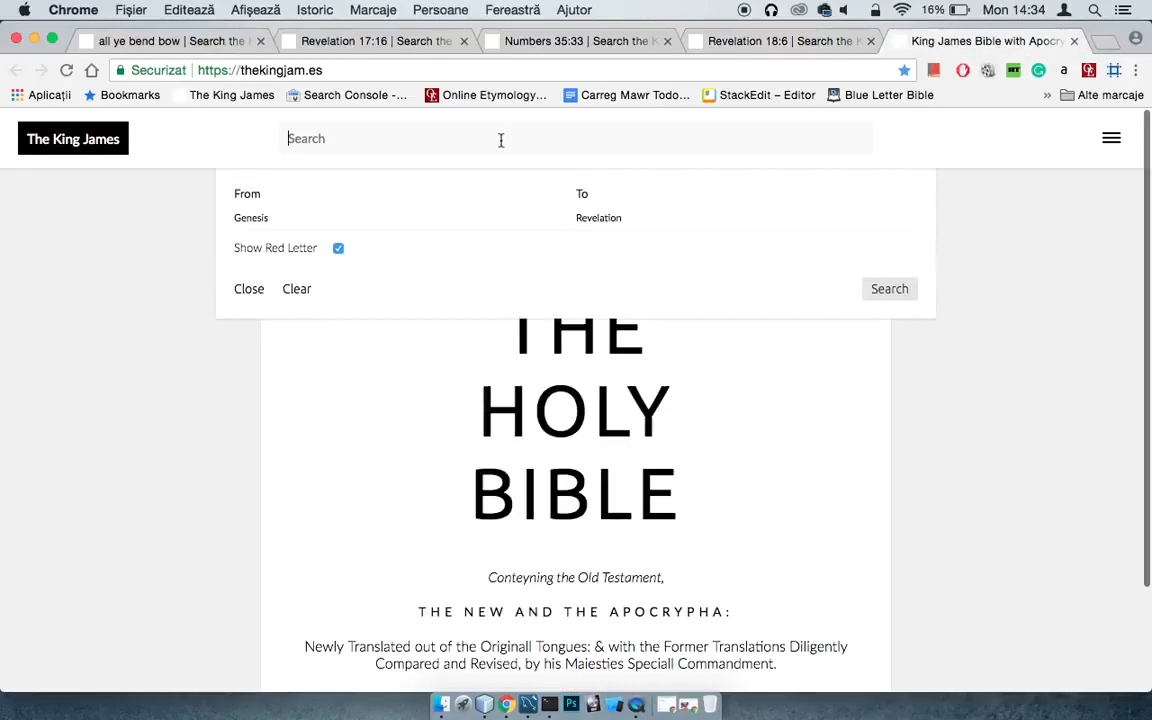 Chrome Fișier Editează Afișează Istoric Marcaje Persoane Fereastră Ajutor 16% Mon 14:34
all ye bend bow | Search the Revelation 17:16 | Search the Numbers 35:33 | Search the Revelation 18:6 | Search the King James Bible with Apocry
Securizat https://thekingjam.es
Aplicații Bookmarks The King James Search Console -... Online Etymology... Carreg Mawr Todo... StackEdit – Editor Blue Letter Bible » Alte marcaje
The King James Search
From To
Genesis Revelation
Show Red Letter
Close Clear Search
THE
HOLY
BIBLE
Conteyning the Old Testament,
THE NEW AND THE APOCRYPHA:
Newly Translated out of the Originall Tongues: & with the Former Translations Diligently
Compared and Revised, by his Maiesties Speciall Commandment.
Ps